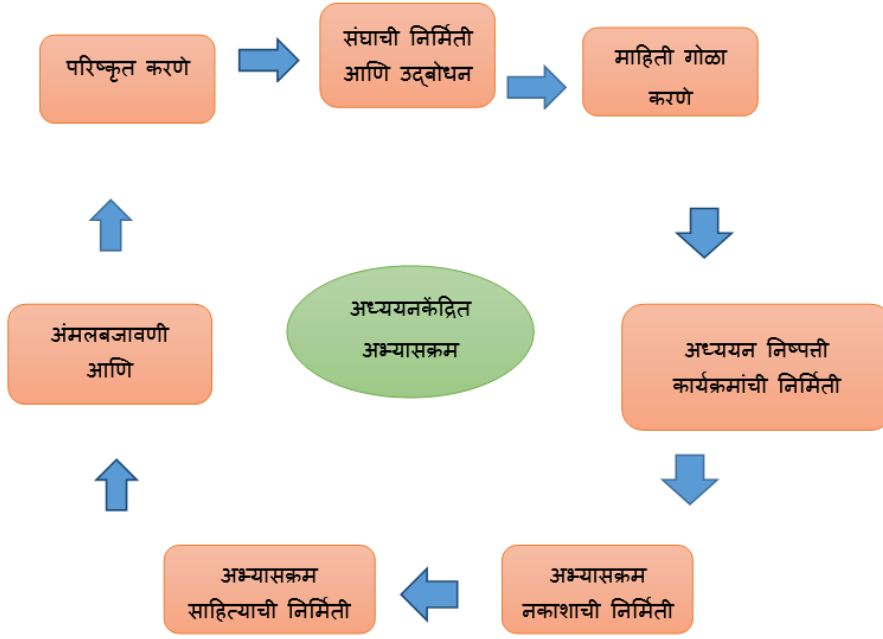 परिष्कृत करणे
संघाची निर्मिती
आणि उद्‌बोधन
माहिती गोळा
करणे
अध्ययन निष्पत्ती
कार्यक्रमांची निर्मिती
अभ्यासक्रम
नकाशाची निर्मिती
अभ्यासक्रम
साहित्याची निर्मिती
अंमलबजावणी
आणि
अध्ययनकेंद्रित
अभ्यासक्रम